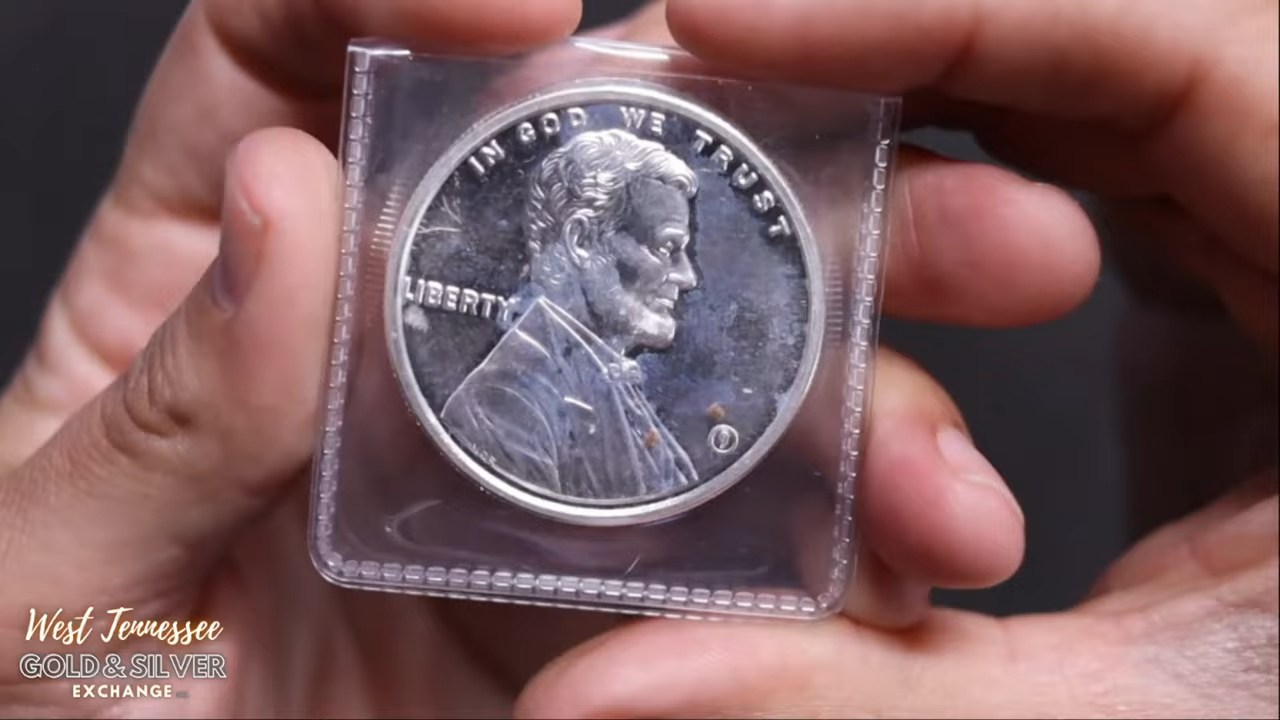 IN GOD WE TRUST
LIBERTY
West Tennessee
GOLD & SILVER
EXCHANGE